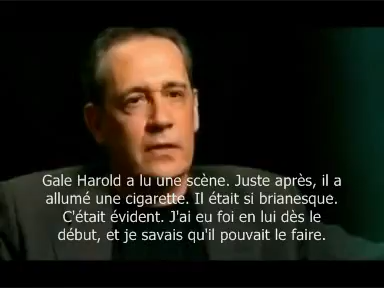 Gale Harold a lu une scène. Juste après, il a
allumé une cigarette. Il était si brianesque.
C'était évident. J'ai eu foi en lui dès le
début, et je savais qu'il pouvait le faire.